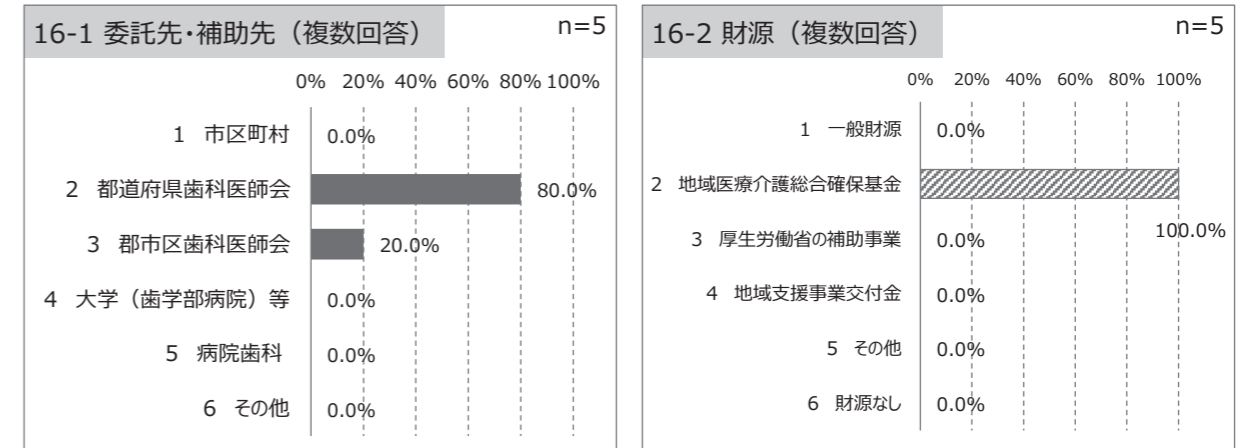 16-1 委託先･補助先（複数回答）
n=5
0% 20% 40% 60% 80% 100%
1 市区町村 0.0%
2 都道府県歯科医師会 80.0%
3 郡市区歯科医師会 20.0%
4 大学（歯学部病院）等 0.0%
5 病院歯科 0.0%
6 その他 0.0%
16-2 財源（複数回答）
n=5
0% 20% 40% 60% 80% 100%
1 一般財源 0.0%
2 地域医療介護総合確保基金
100.0%
3 厚生労働省の補助事業 0.0%
4 地域支援事業交付金 0.0%
5 その他 0.0%
6 財源なし 0.0%